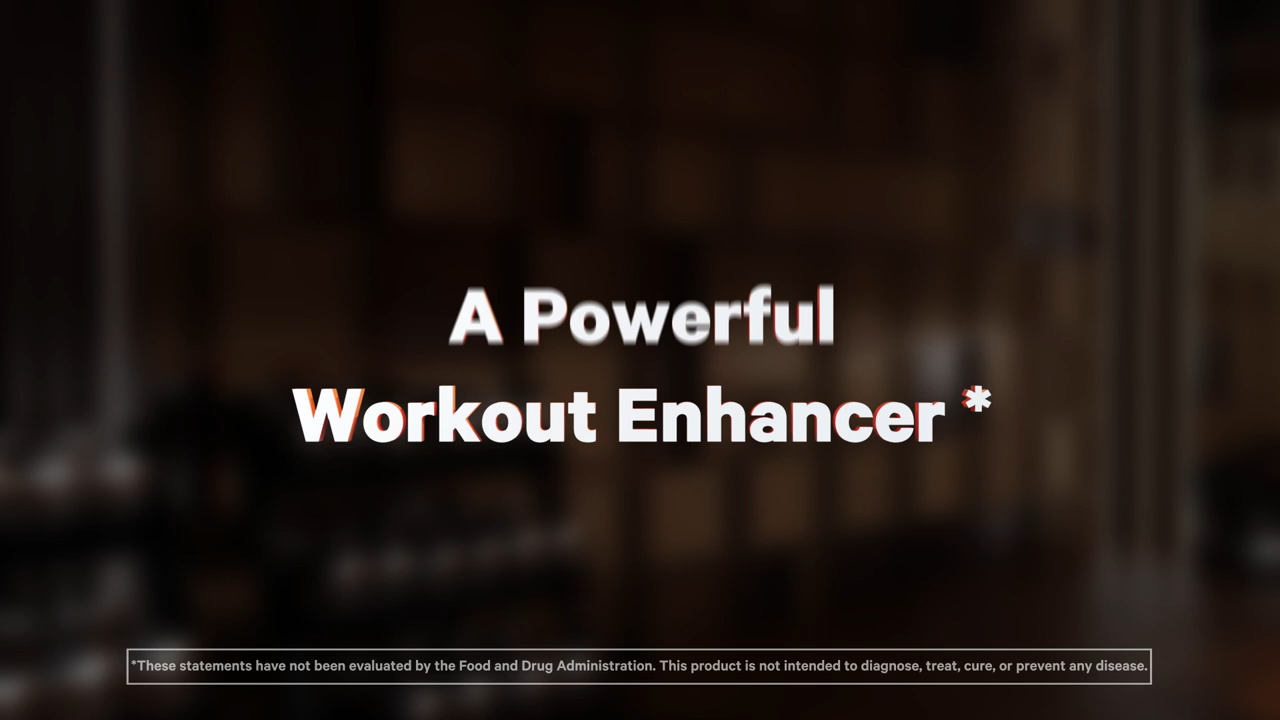 A Powerful
Workout Enhancer *
*These statements have not been evaluated by the Food and Drug Administration. This product is not intended to diagnose, treat, cure, or prevent any disease.